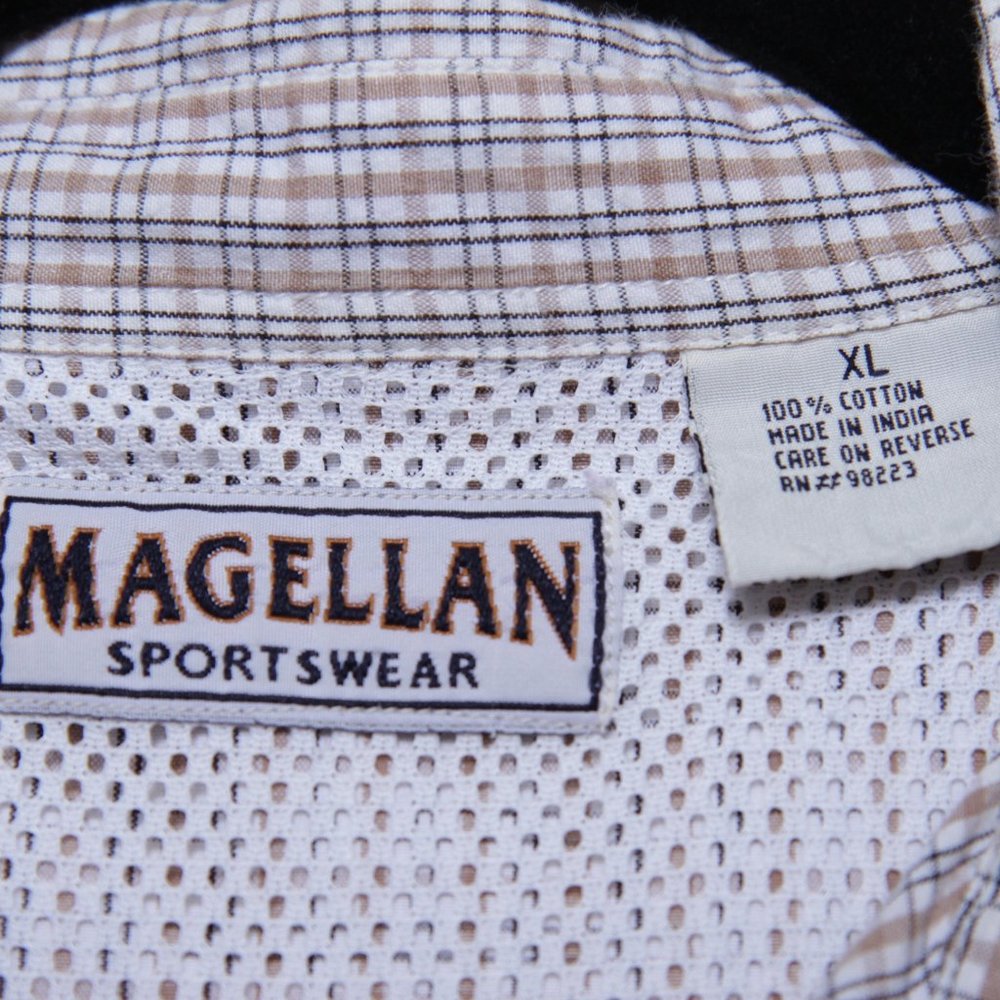 XL
100% COTTON
MADE IN INDIA
CARE ON REVERSE
RN## 98223
MAGELLAN
SPORTSWEAR